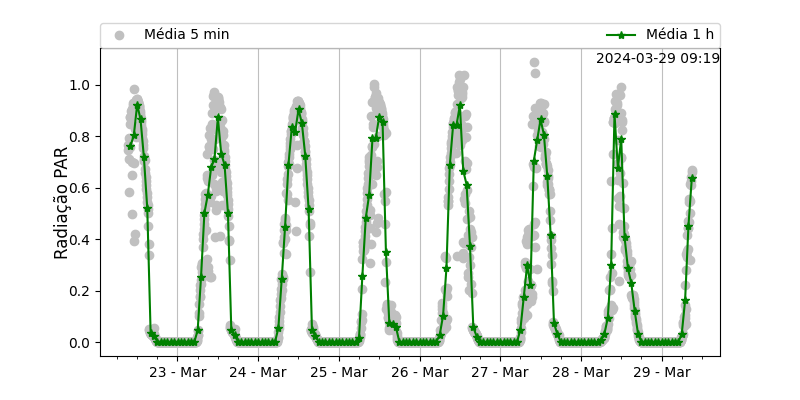 Média 5 min
Média 1 h
2024-03-29 09:19
Radiação PAR
1.0
0.8
0.6
0.4
0.2
0.0
23 - Mar
24 - Mar
25 - Mar
26 - Mar
27 - Mar
28 - Mar
29 - Mar